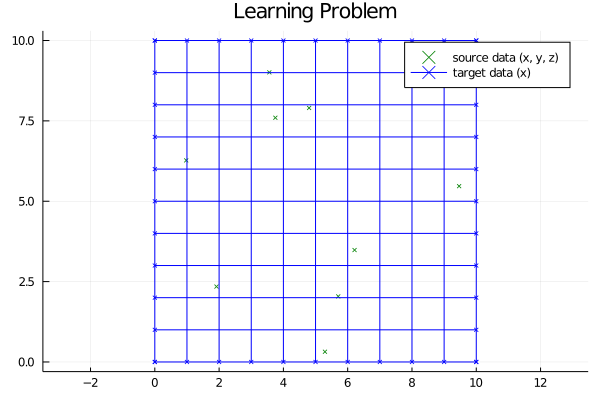 Learning Problem
10.0
source data (x, y, z)
target data (x)
7.5
5.0
2.5
0.0
−2 0 2 4 6 8 10 12